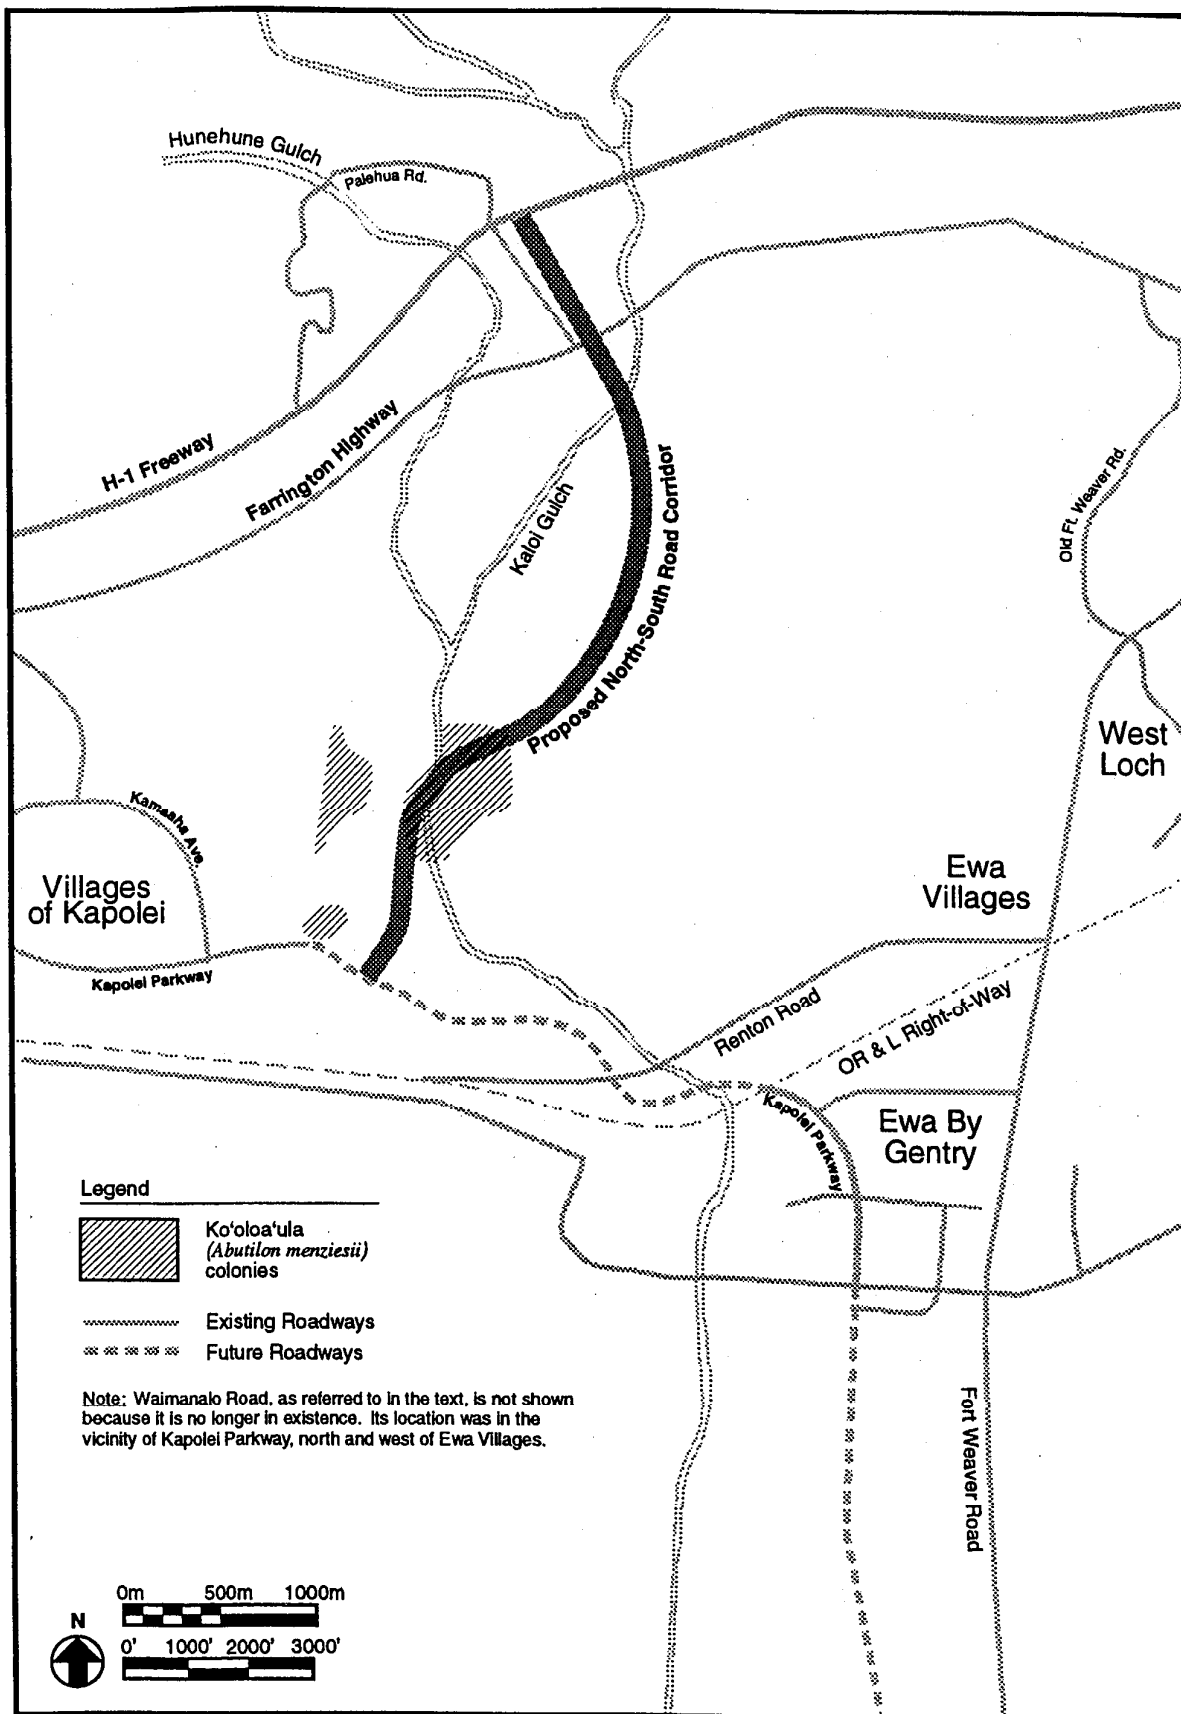 Hunehune Gulch
Palehua Rd.
H-1 Freeway
Farrington Highway
Kaloi Gulch
Proposed North-South Road Corridor
Old Ft. Weaver Rd.
West
Loch
Kamaaha Ave.
Villages
of Kapolei
Ewa
Villages
Kapolei Parkway
Renton Road
OR & L Right-of-Way
Kapolei Parkway
Ewa By
Gentry
Legend
Ko'oloa'ula
(Abutilon menziesii)
colonies
Existing Roadways
Future Roadways
Note: Waimanalo Road, as referred to in the text, is not shown
because it is no longer in existence. Its location was in the
vicinity of Kapolei Parkway, north and west of Ewa Villages.
Fort Weaver Road
0m 500m 1000m
N
0' 1000' 2000' 3000'